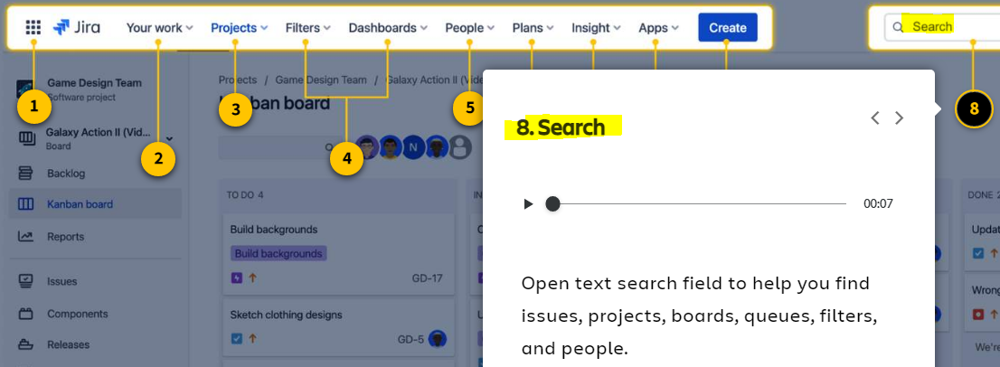 Jira Your work Projects Filters Dashboards People Plans Insight Apps Create Search
1 2 3 4 5 8
Game Design Team
Software project
Galaxy Action II (Vid...
Board
Backlog
Kanban board
Reports
Issues
Components
Releases
Projects / Game Design Team / Galaxy Action II (Vide
ban board
N
TO DO 4
Build backgrounds
Build backgrounds
GD-17
Sketch clothing designs
GD-5
IN
8. Search
00:07
Open text search field to help you find
issues, projects, boards, queues, filters,
and people.
DONE 2
Updat
Wrong
We're